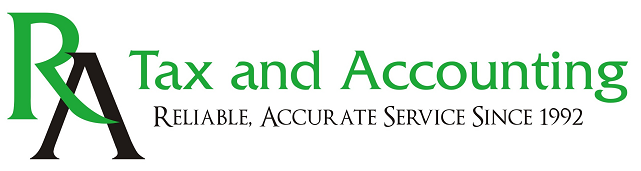 RA Tax and Accounting
RELIABLE, ACCURATE SERVICE SINCE 1992